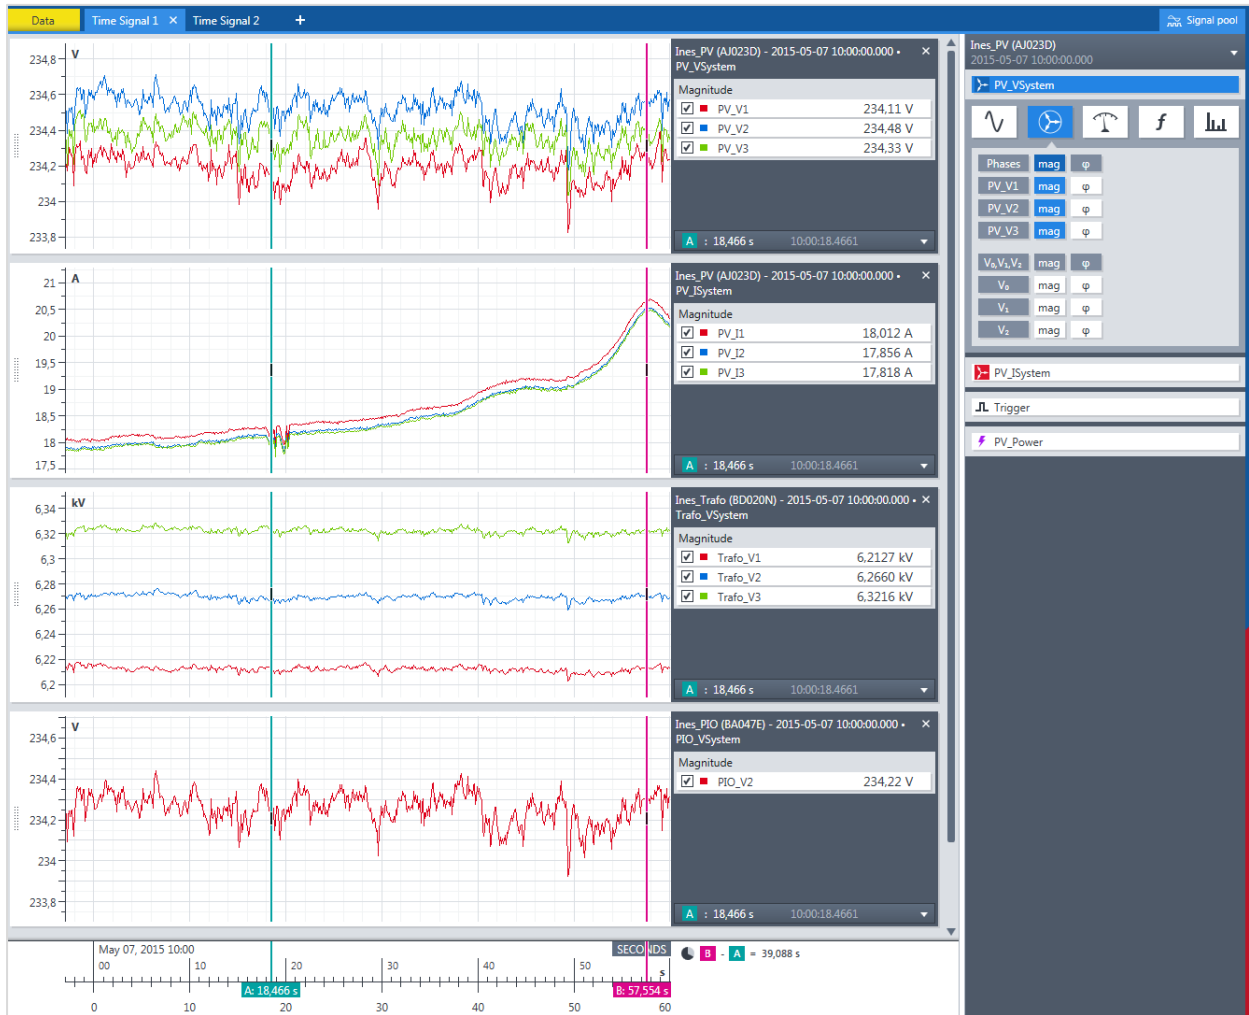 Data
Time Signal 1 ×
Time Signal 2
+
Signal pool
V
234,8
234,6
234,4
234,2
234
233,8
Ines_PV (AJ023D) - 2015-05-07 10:00:00.000 • ×
PV_VSystem
Magnitude
PV_V1 234,11 V
PV_V2 234,48 V
PV_V3 234,33 V
A : 18,466 s 10:00:18.4661
A
21
20,5
20
19,5
19
18,5
18
17,5
Ines_PV (AJ023D) - 2015-05-07 10:00:00.000 • ×
PV_ISystem
Magnitude
PV_I1 18,012 A
PV_I2 17,856 A
PV_I3 17,818 A
A : 18,466 s 10:00:18.4661
kV
6,34
6,32
6,3
6,28
6,26
6,24
6,22
6,2
Ines_Trafo (BD020N) - 2015-05-07 10:00:00.000 • ×
Trafo_VSystem
Magnitude
Trafo_V1 6,2127 kV
Trafo_V2 6,2660 kV
Trafo_V3 6,3216 kV
A : 18,466 s 10:00:18.4661
V
234,6
234,4
234,2
234
233,8
Ines_PIO (BA047E) - 2015-05-07 10:00:00.000 • ×
PIO_VSystem
Magnitude
PIO_V2 234,22 V
A : 18,466 s 10:00:18.4661
May 07, 2015 10:00
SECONDS
00 10 20 30 40 50 s
A: 18,466 s
B: 57,554 s
0 10 20 30 40 50 60
B - A = 39,088 s
Ines_PV (AJ023D)
2015-05-07 10:00:00.000
PV_VSystem
f
Phases mag φ
PV_V1 mag φ
PV_V2 mag φ
PV_V3 mag φ
V₀,V₁,V₂ mag φ
V₀ mag φ
V₁ mag φ
V₂ mag φ
PV_ISystem
Trigger
PV_Power